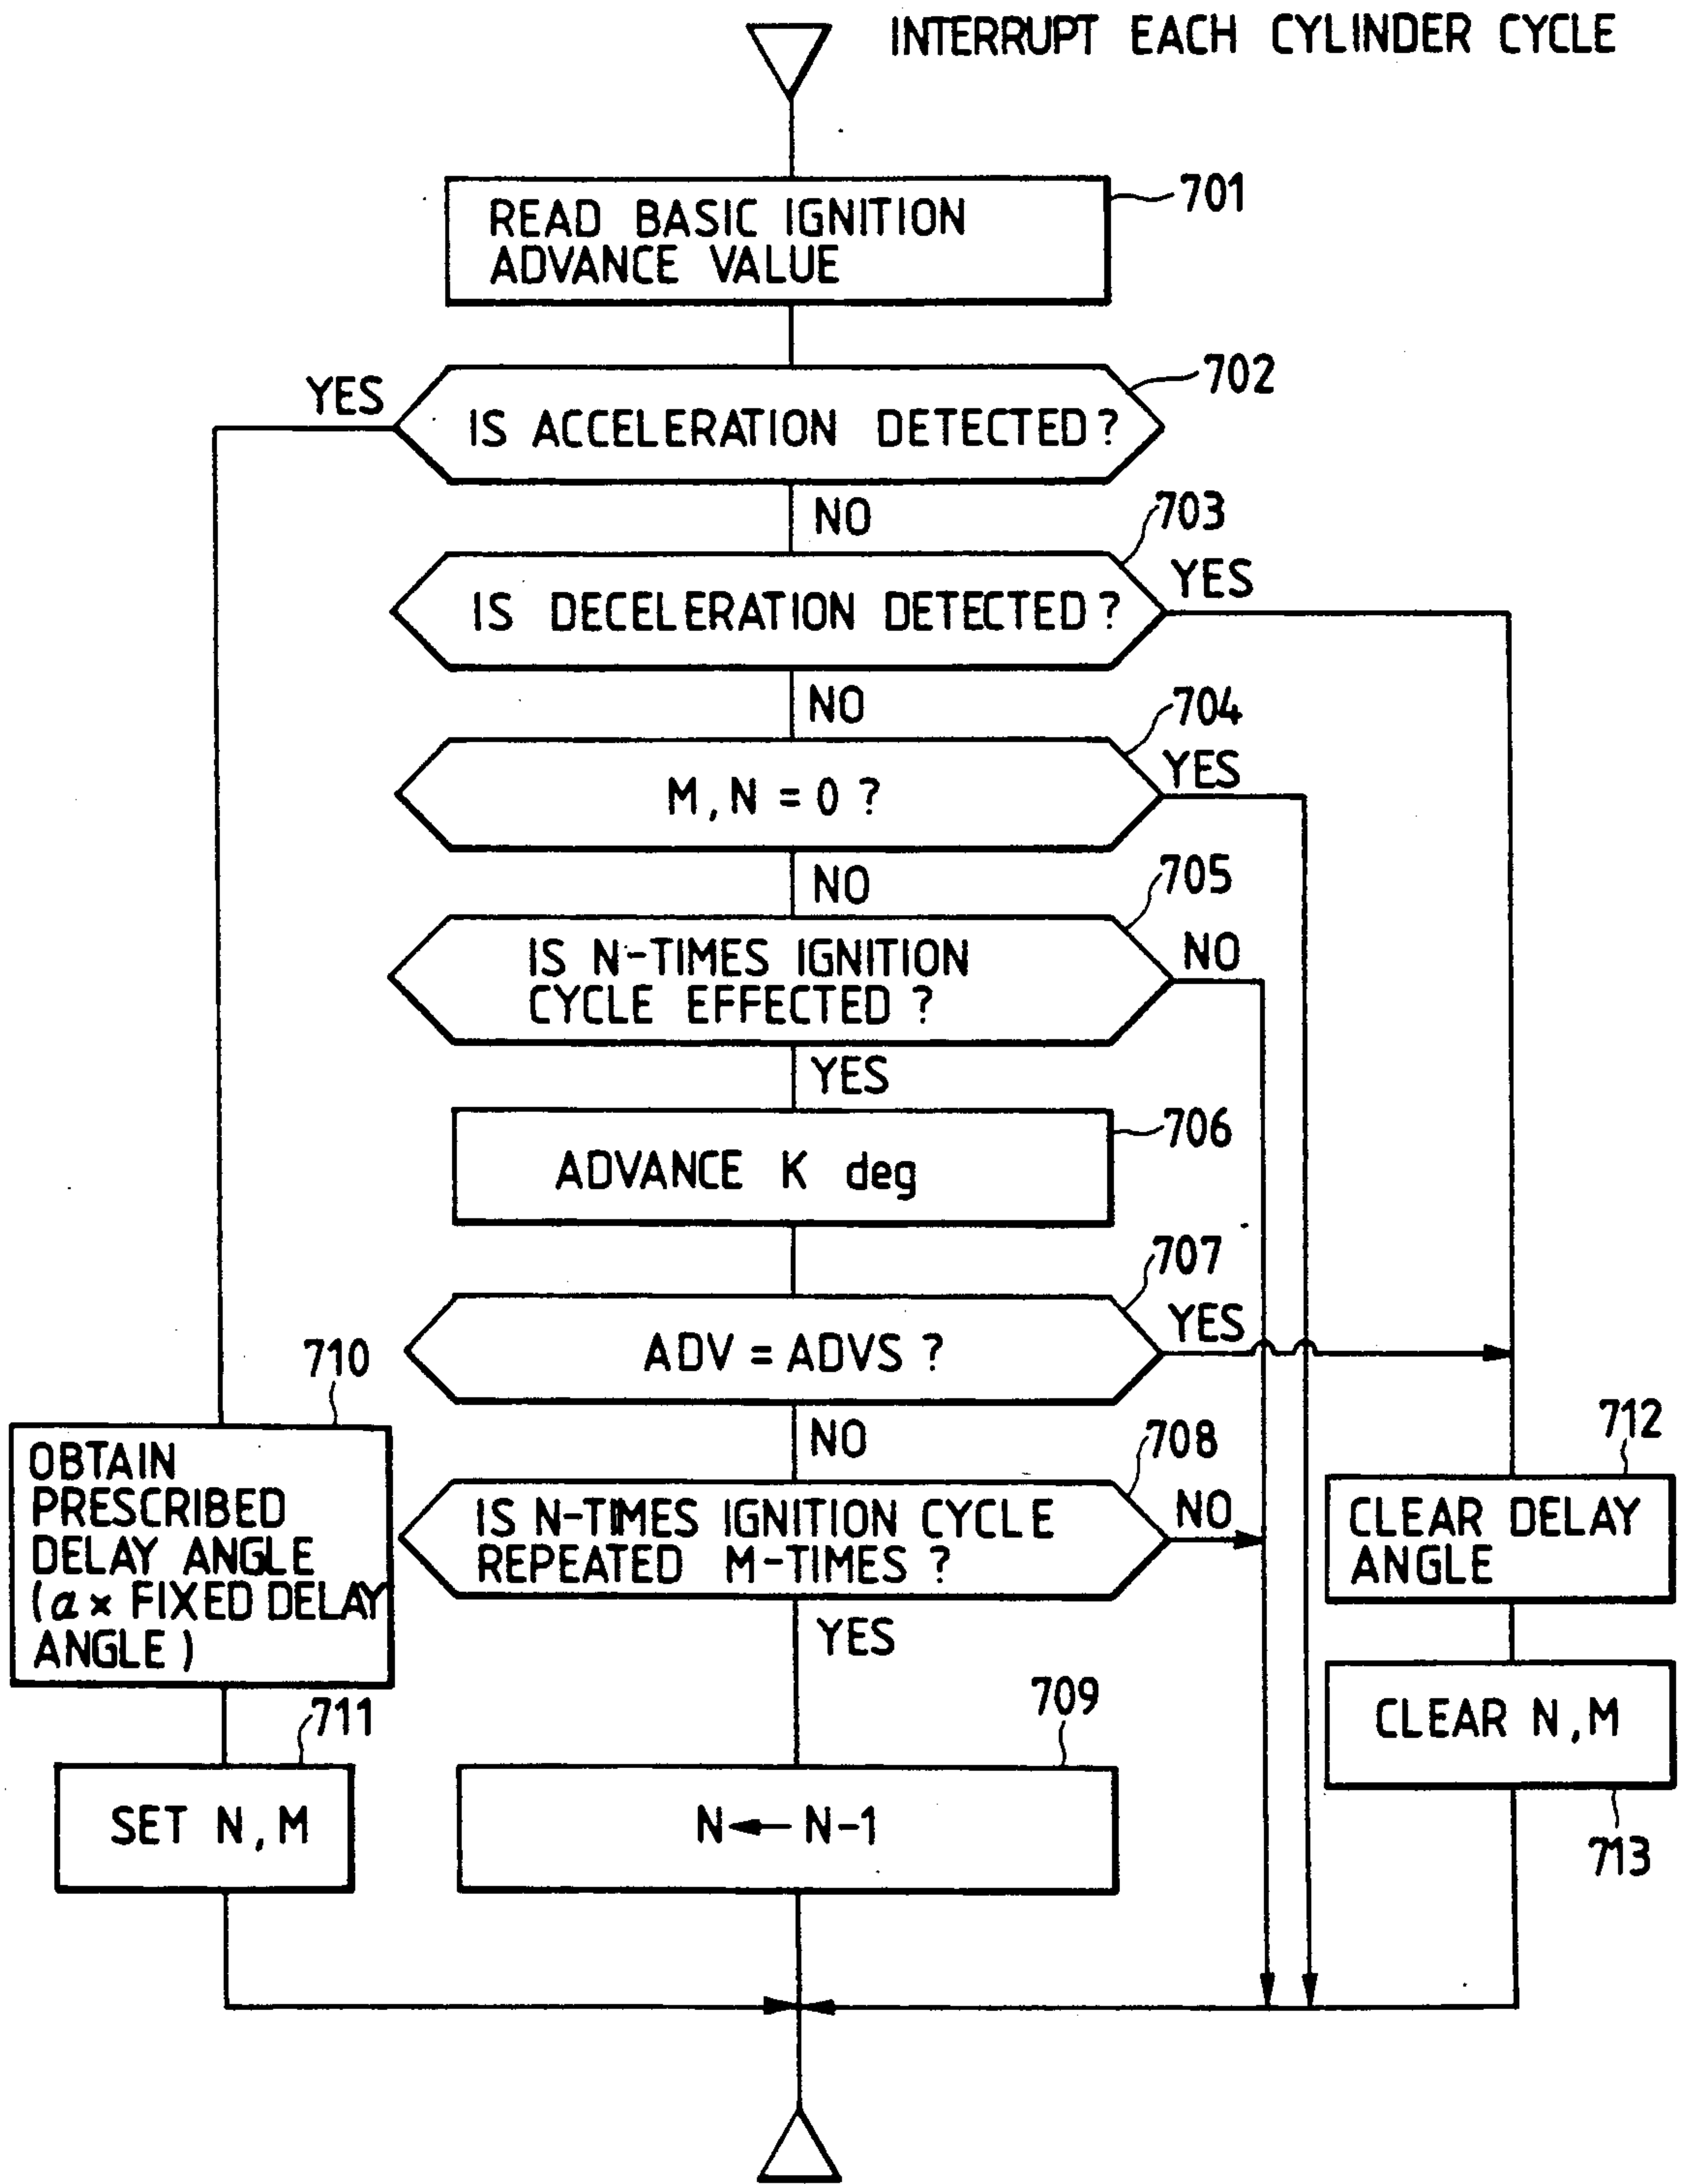 INTERRUPT EACH CYLINDER CYCLE
701
READ BASIC IGNITION
ADVANCE VALUE
702
YES
IS ACCELERATION DETECTED?
NO
703
YES
IS DECELERATION DETECTED?
NO
704
YES
M, N = 0 ?
NO
705
NO
IS N-TIMES IGNITION
CYCLE EFFECTED ?
YES
706
ADVANCE K deg
707
YES
ADV = ADVS ?
NO
708
NO
IS N-TIMES IGNITION CYCLE
REPEATED M-TIMES ?
YES
709
N ← N-1
710
OBTAIN
PRESCRIBED
DELAY ANGLE
(α × FIXED DELAY
ANGLE)
711
SET N, M
712
CLEAR DELAY
ANGLE
CLEAR N, M
713